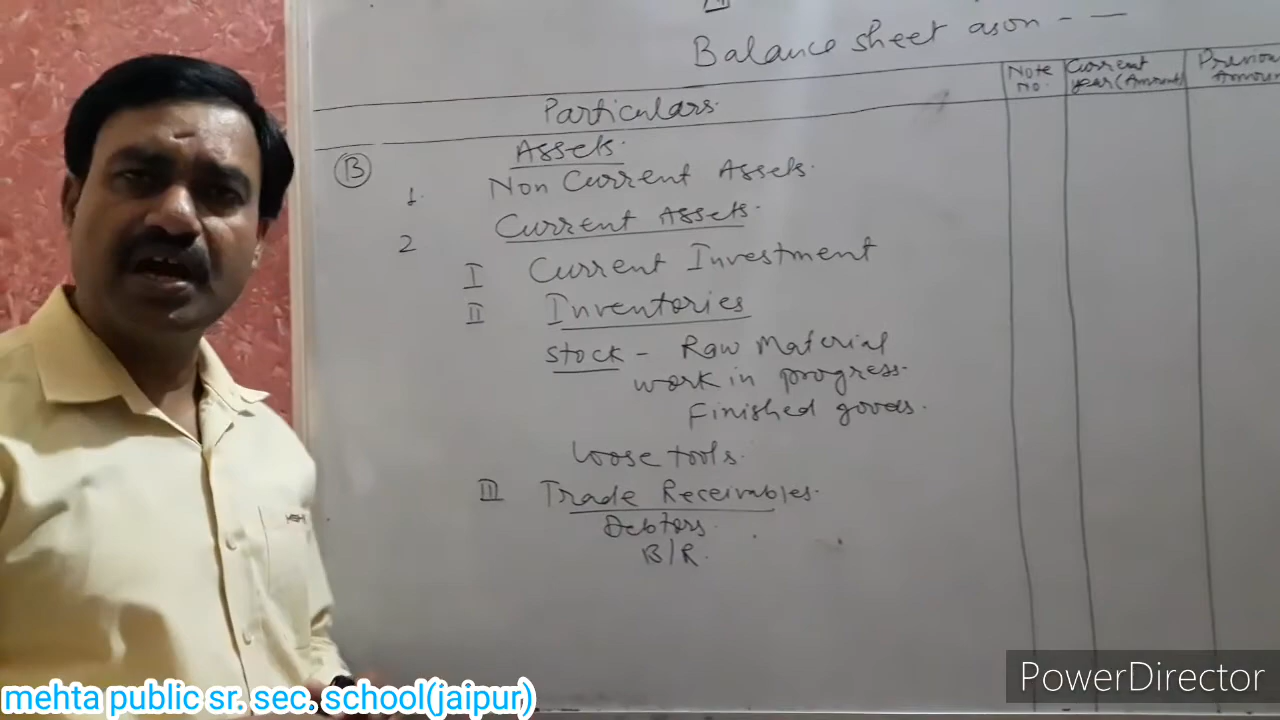 Balance sheet as on - -
Particulars.
Note No.
Current year (Amount)
Previous Amount
B Assets.
1. Non Current Assets.
2 Current Assets.
I Current Investment
II Inventories
Stock - Raw Material
work in progress.
Finished goods.
Loose tools.
III Trade Receivables.
Debtors.
B/R.
mehta public sr. sec. school(jaipur)
PowerDirector